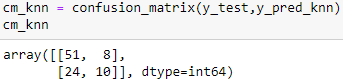 cm_knn = confusion_matrix(y_test,y_pred_knn)
cm_knn
array([[51,  8],
       [24, 10]], dtype=int64)